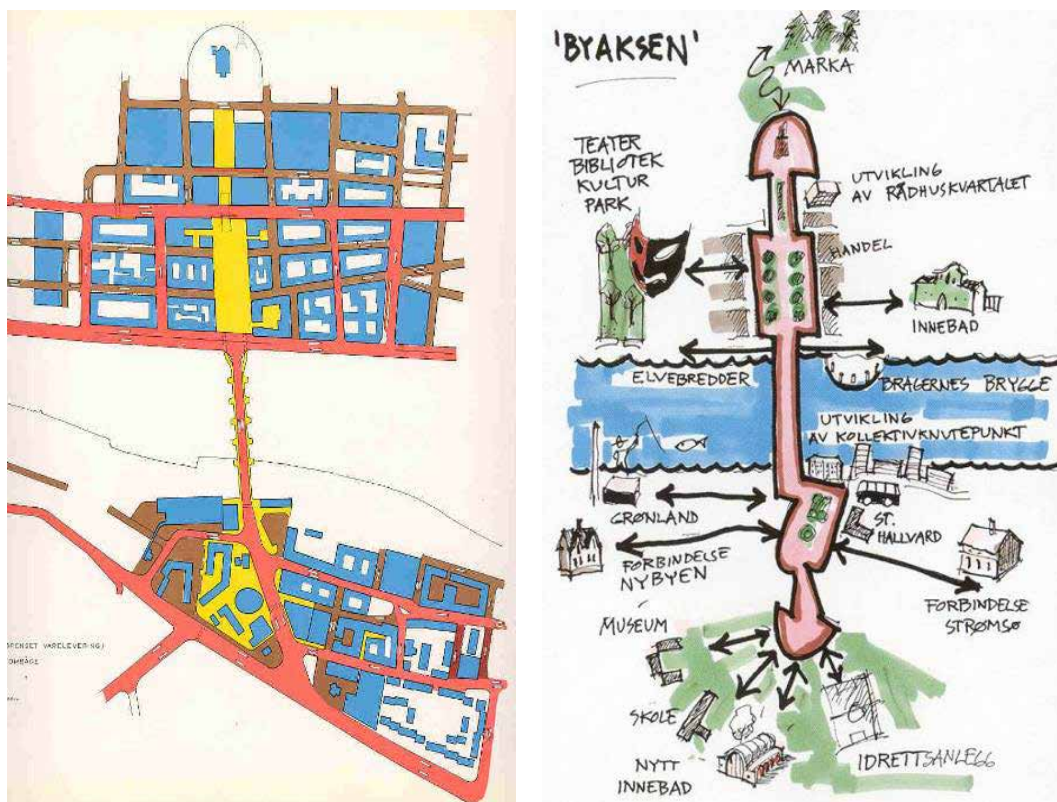 'BYAKSEN'
MARKA
TEATER
BIBLIOTEK
KULTUR
PARK
UTVIKLING
AV RÅDHUSKVARTALET
HANDEL
INNEBAD
ELVEBREDDER
BRAGERNES BRYGGE
UTVIKLING
AV KOLLEKTIVKNUTEPUNKT
GRØNLAND
ST.
HALLVARD
FORBINDELSE
NYBYEN
FORBINDELSE
STRØMSØ
MUSEUM
SKOLE
NYTT
INNEBAD
IDRETTSANLEGG
VARELEVERING)